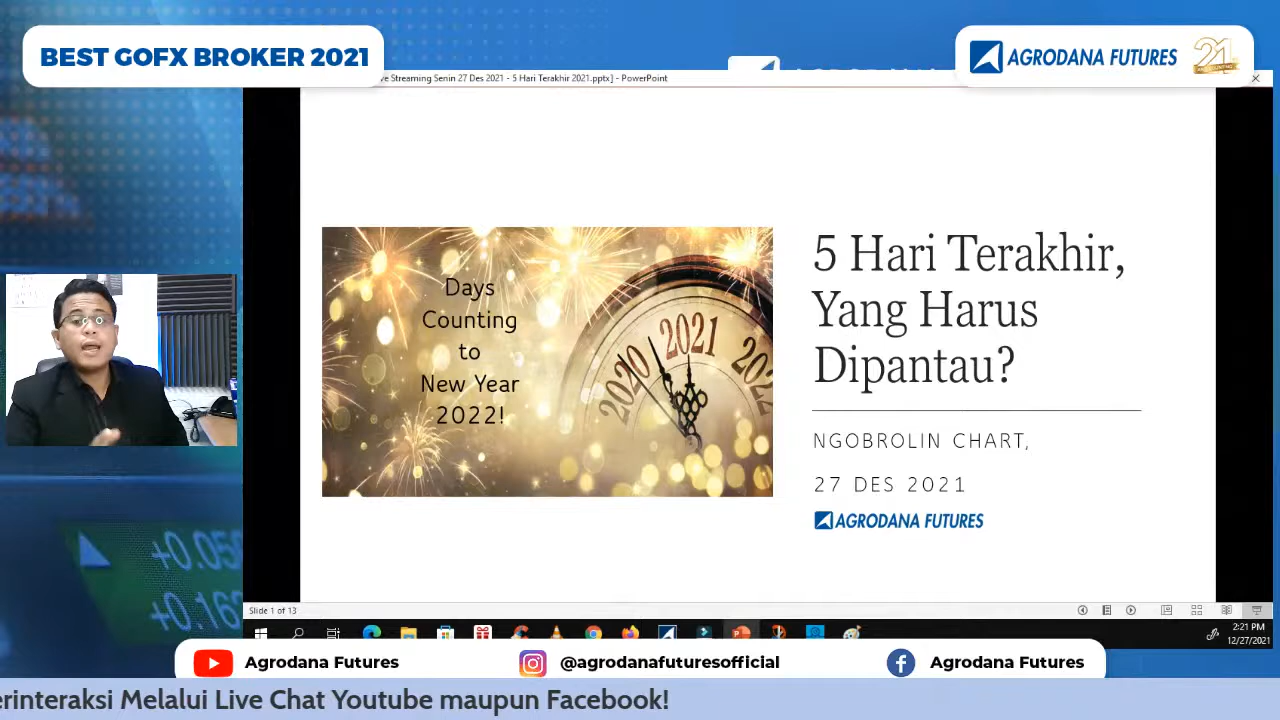 BEST GOFX BROKER 2021
AGRODANA FUTURES
21
Streaming Senin 27 Des 2021 - 5 Hari Terakhir 2021.pptx] - PowerPoint
Days
Counting
to
New Year
2022!
2020
2021
2022
5 Hari Terakhir,
Yang Harus
Dipantau?
NGOBROLIN CHART,
27 DES 2021
AGRODANA FUTURES
Slide 1 of 13
2:21 PM
12/27/2021
Agrodana Futures
@agrodanafuturesofficial
Agrodana Futures
Melalui Live Chat Youtube maupun Facebook!